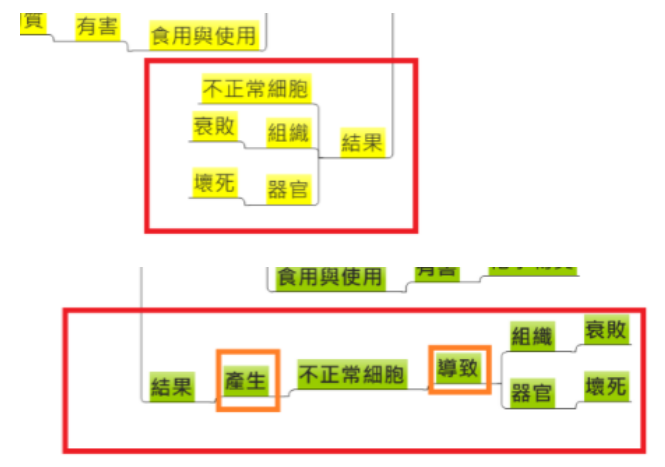 質 有害 食用與使用
不正常細胞
衰敗 組織 結果
壞死 器官
食用與使用 有害
結果 產生 不正常細胞 導致 組織 衰敗
器官 壞死